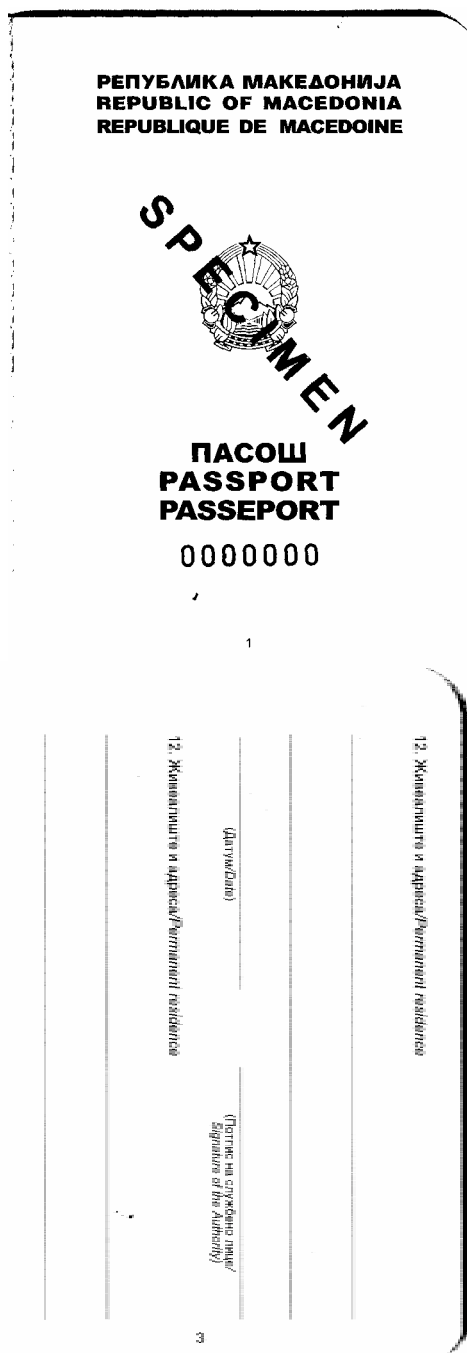 РЕПУБЛИКА МАКЕДОНИЈА
REPUBLIC OF MACEDONIA
REPUBLIQUE DE MACEDOINE
SPECIMEN
ПАСОШ
PASSPORT
PASSEPORT
0000000
1
12. Живеалиште и адреса/Permanent residence
(Датум/Date)
(Потпис на службено лице/
Signature of the Authority)
12. Живеалиште и адреса/Permanent residence
3